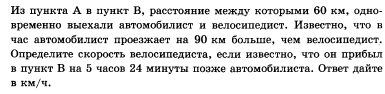 Из пункта А в пункт В, расстояние между которыми 60 км, одно-
временно выехали автомобилист и велосипедист. Известно, что в
час автомобилист проезжает на 90 км больше, чем велосипедист.
Определите скорость велосипедиста, если известно, что он прибыл
в пункт В на 5 часов 24 минуты позже автомобилиста. Ответ дайте
в км/ч.